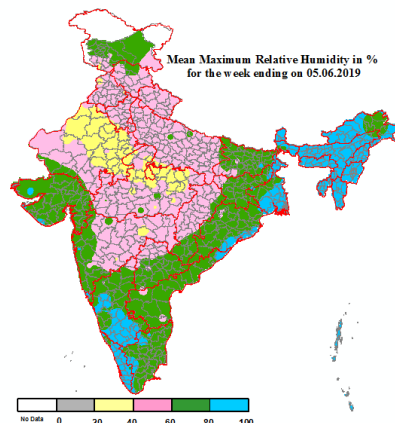 Mean Maximum Relative Humidity in %
for the week ending on 05.06.2019
No Data 0 20 40 60 80 100